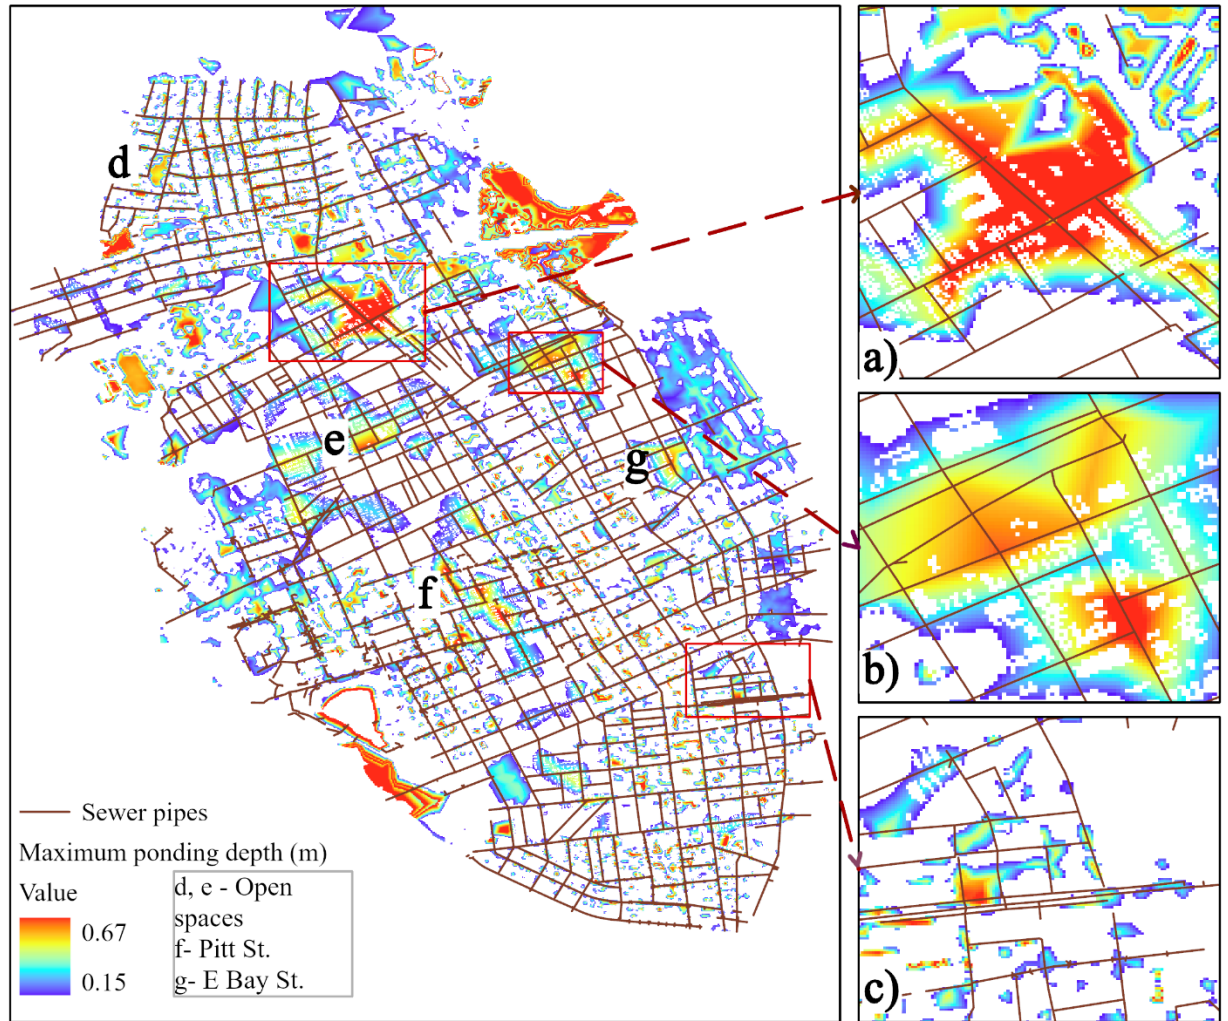 d
e
g
f
Sewer pipes
Maximum ponding depth (m)
Value
0.67
0.15
d, e - Open
spaces
f- Pitt St.
g- E Bay St.
a)
b)
c)